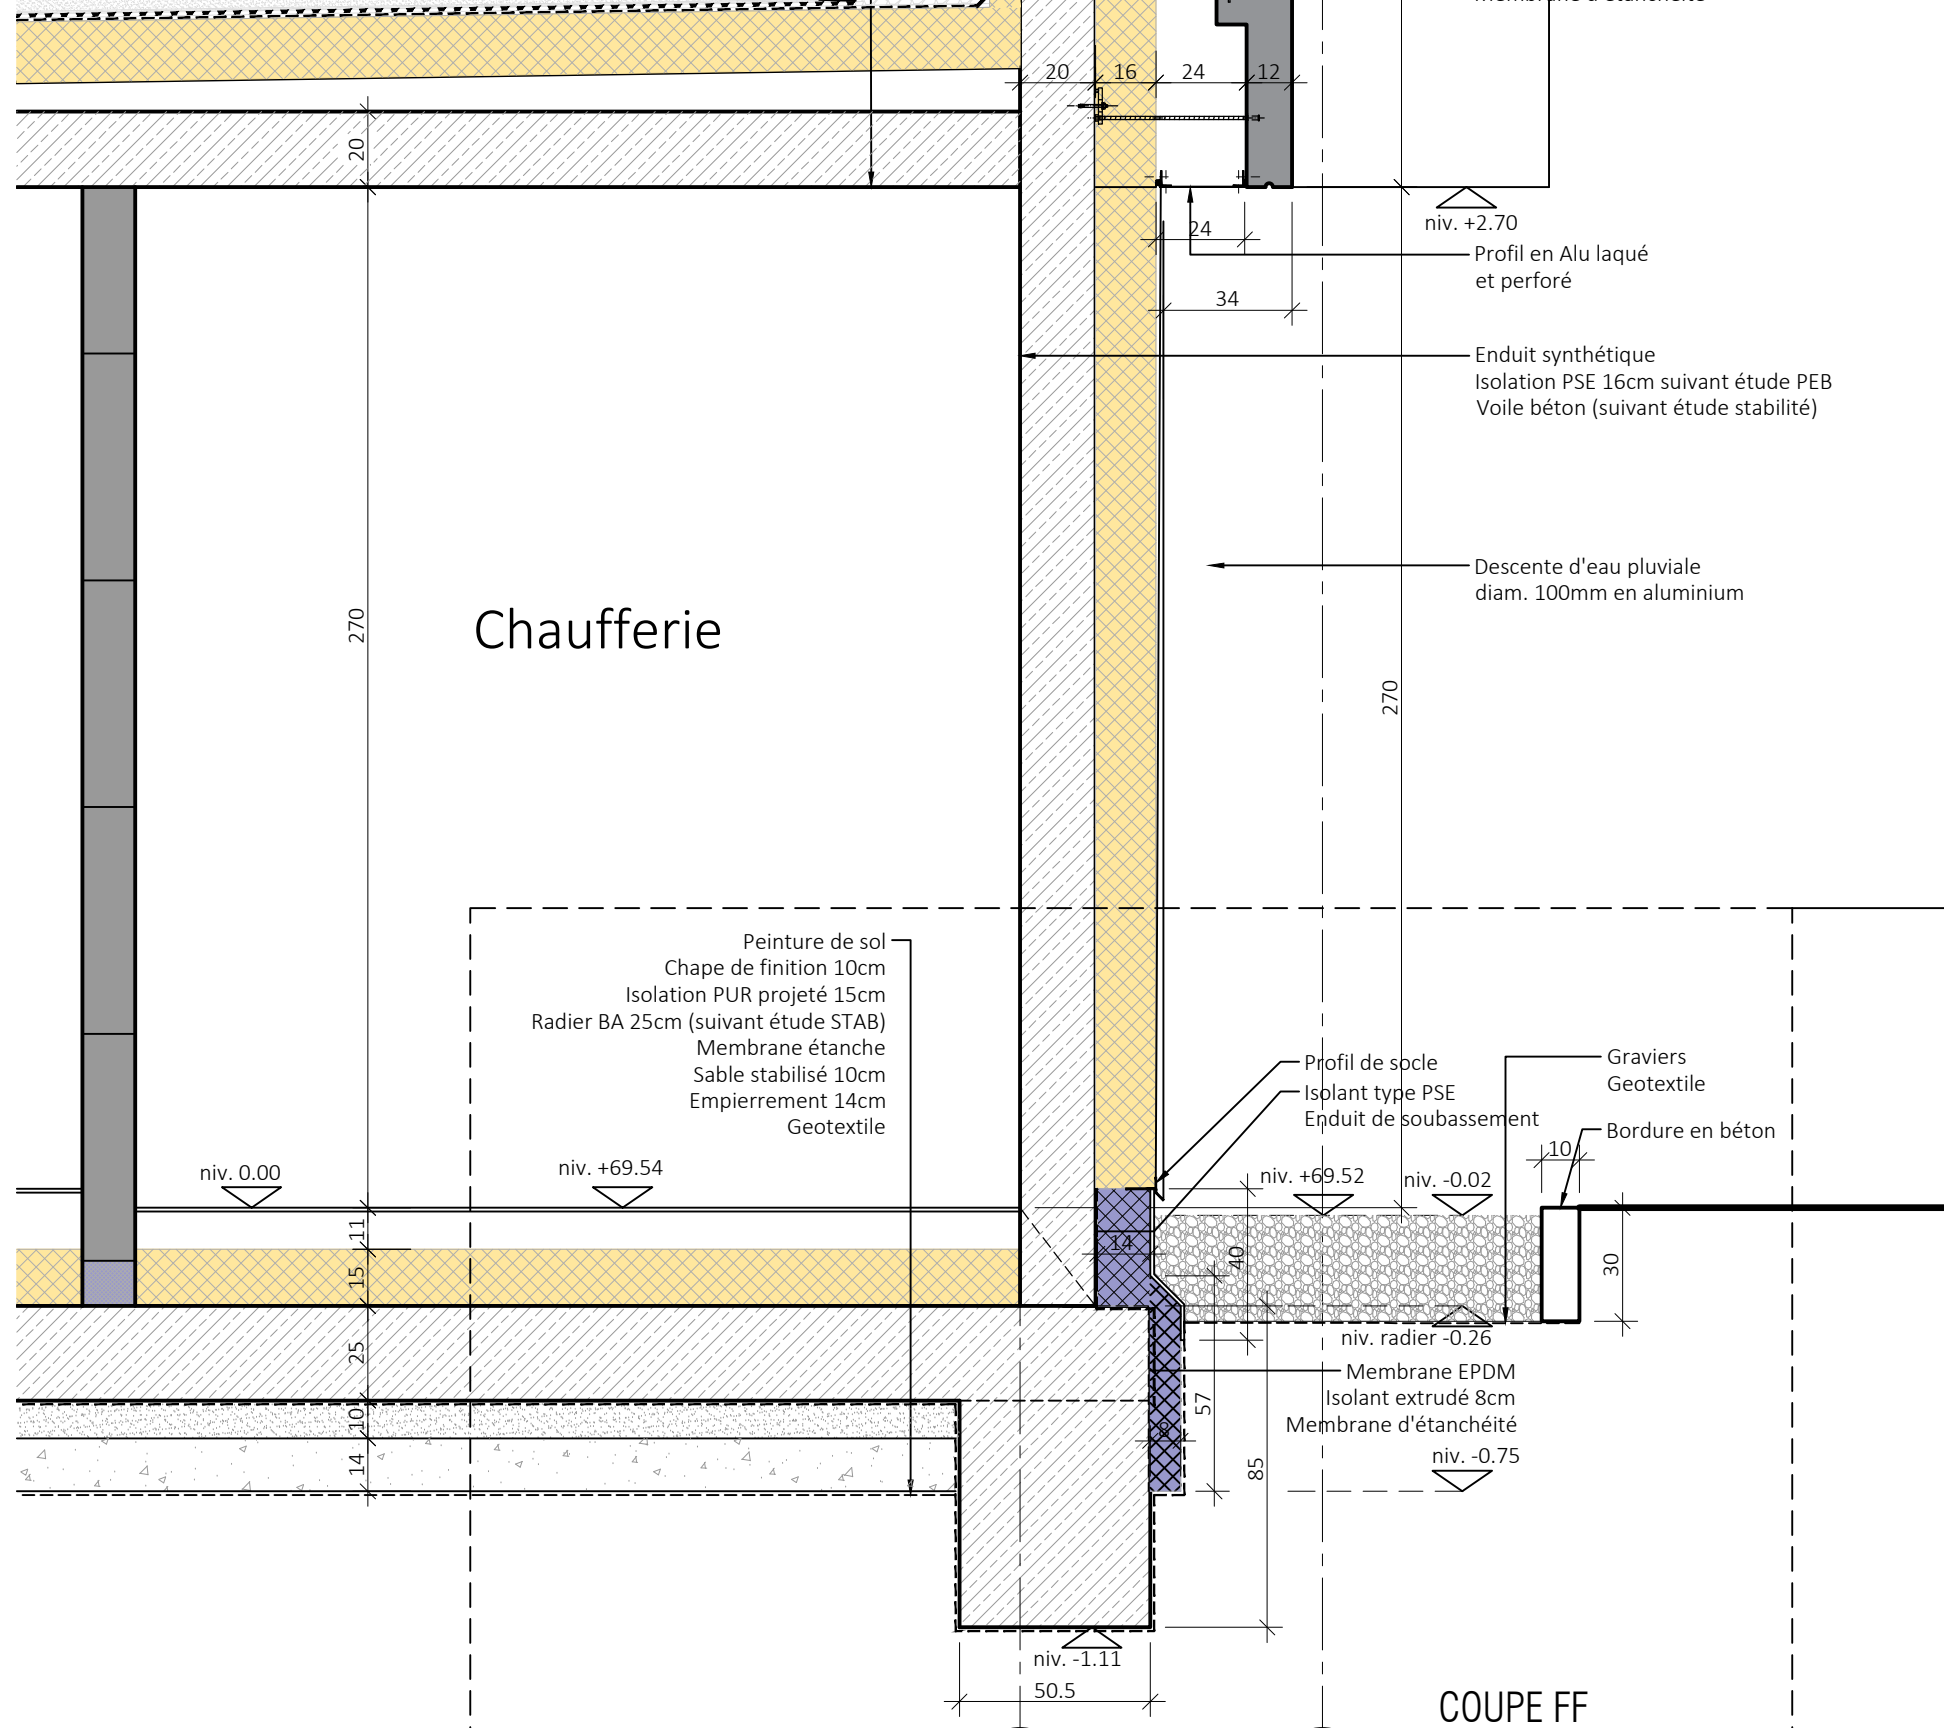 20
16
24
12
20
niv. +2.70
24
Profil en Alu laqué
et perforé
34
Enduit synthétique
Isolation PSE 16cm suivant étude PEB
Voile béton (suivant étude stabilité)
Descente d'eau pluviale
diam. 100mm en aluminium
270
Chaufferie
270
Peinture de sol
Chape de finition 10cm
Isolation PUR projeté 15cm
Radier BA 25cm (suivant étude STAB)
Membrane étanche
Sable stabilisé 10cm
Empierrement 14cm
Geotextile
Profil de socle
Isolant type PSE
Enduit de soubassement
Graviers
Geotextile
Bordure en béton
10
niv. 0.00
niv. +69.54
niv. +69.52
niv. -0.02
11
15
14
40
30
niv. radier -0.26
25
Membrane EPDM
Isolant extrudé 8cm
Membrane d'étanchéité
57
10
8
14
85
niv. -0.75
niv. -1.11
50.5
COUPE FF